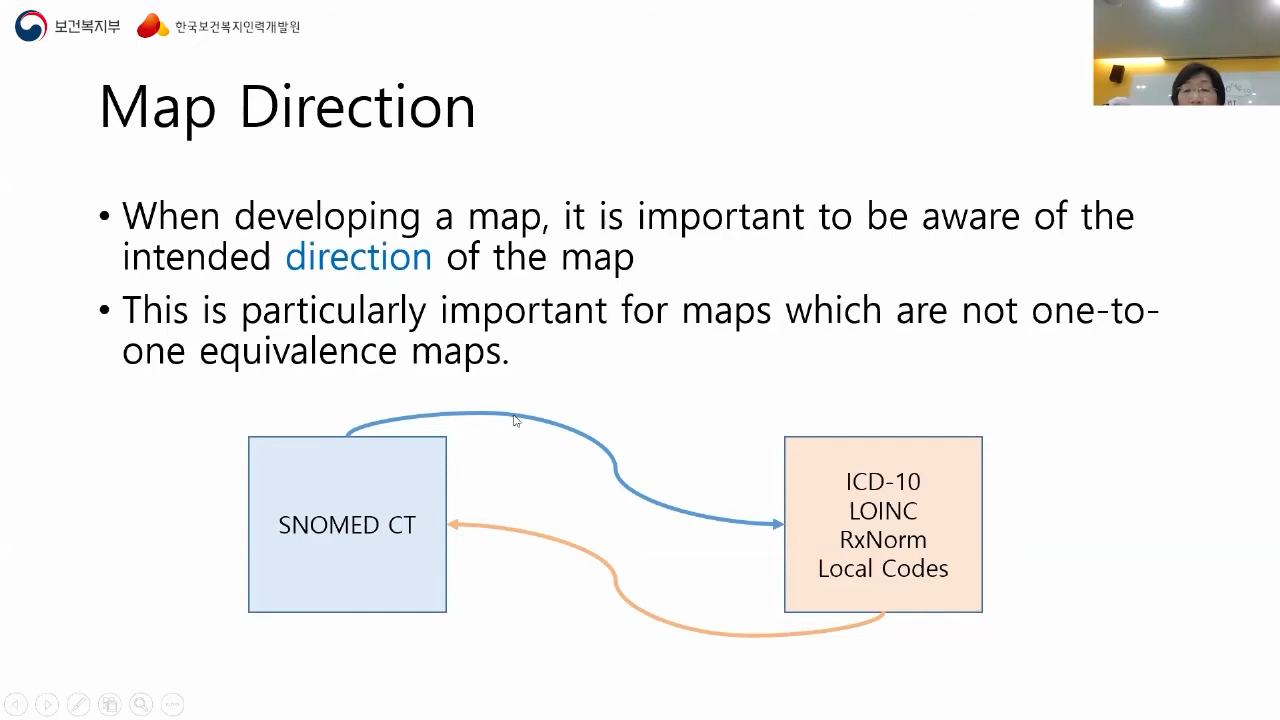 보건복지부
한국보건복지인력개발원
Map Direction
• When developing a map, it is important to be aware of the
intended direction of the map
• This is particularly important for maps which are not one-to-
one equivalence maps.
SNOMED CT
ICD-10
LOINC
RxNorm
Local Codes